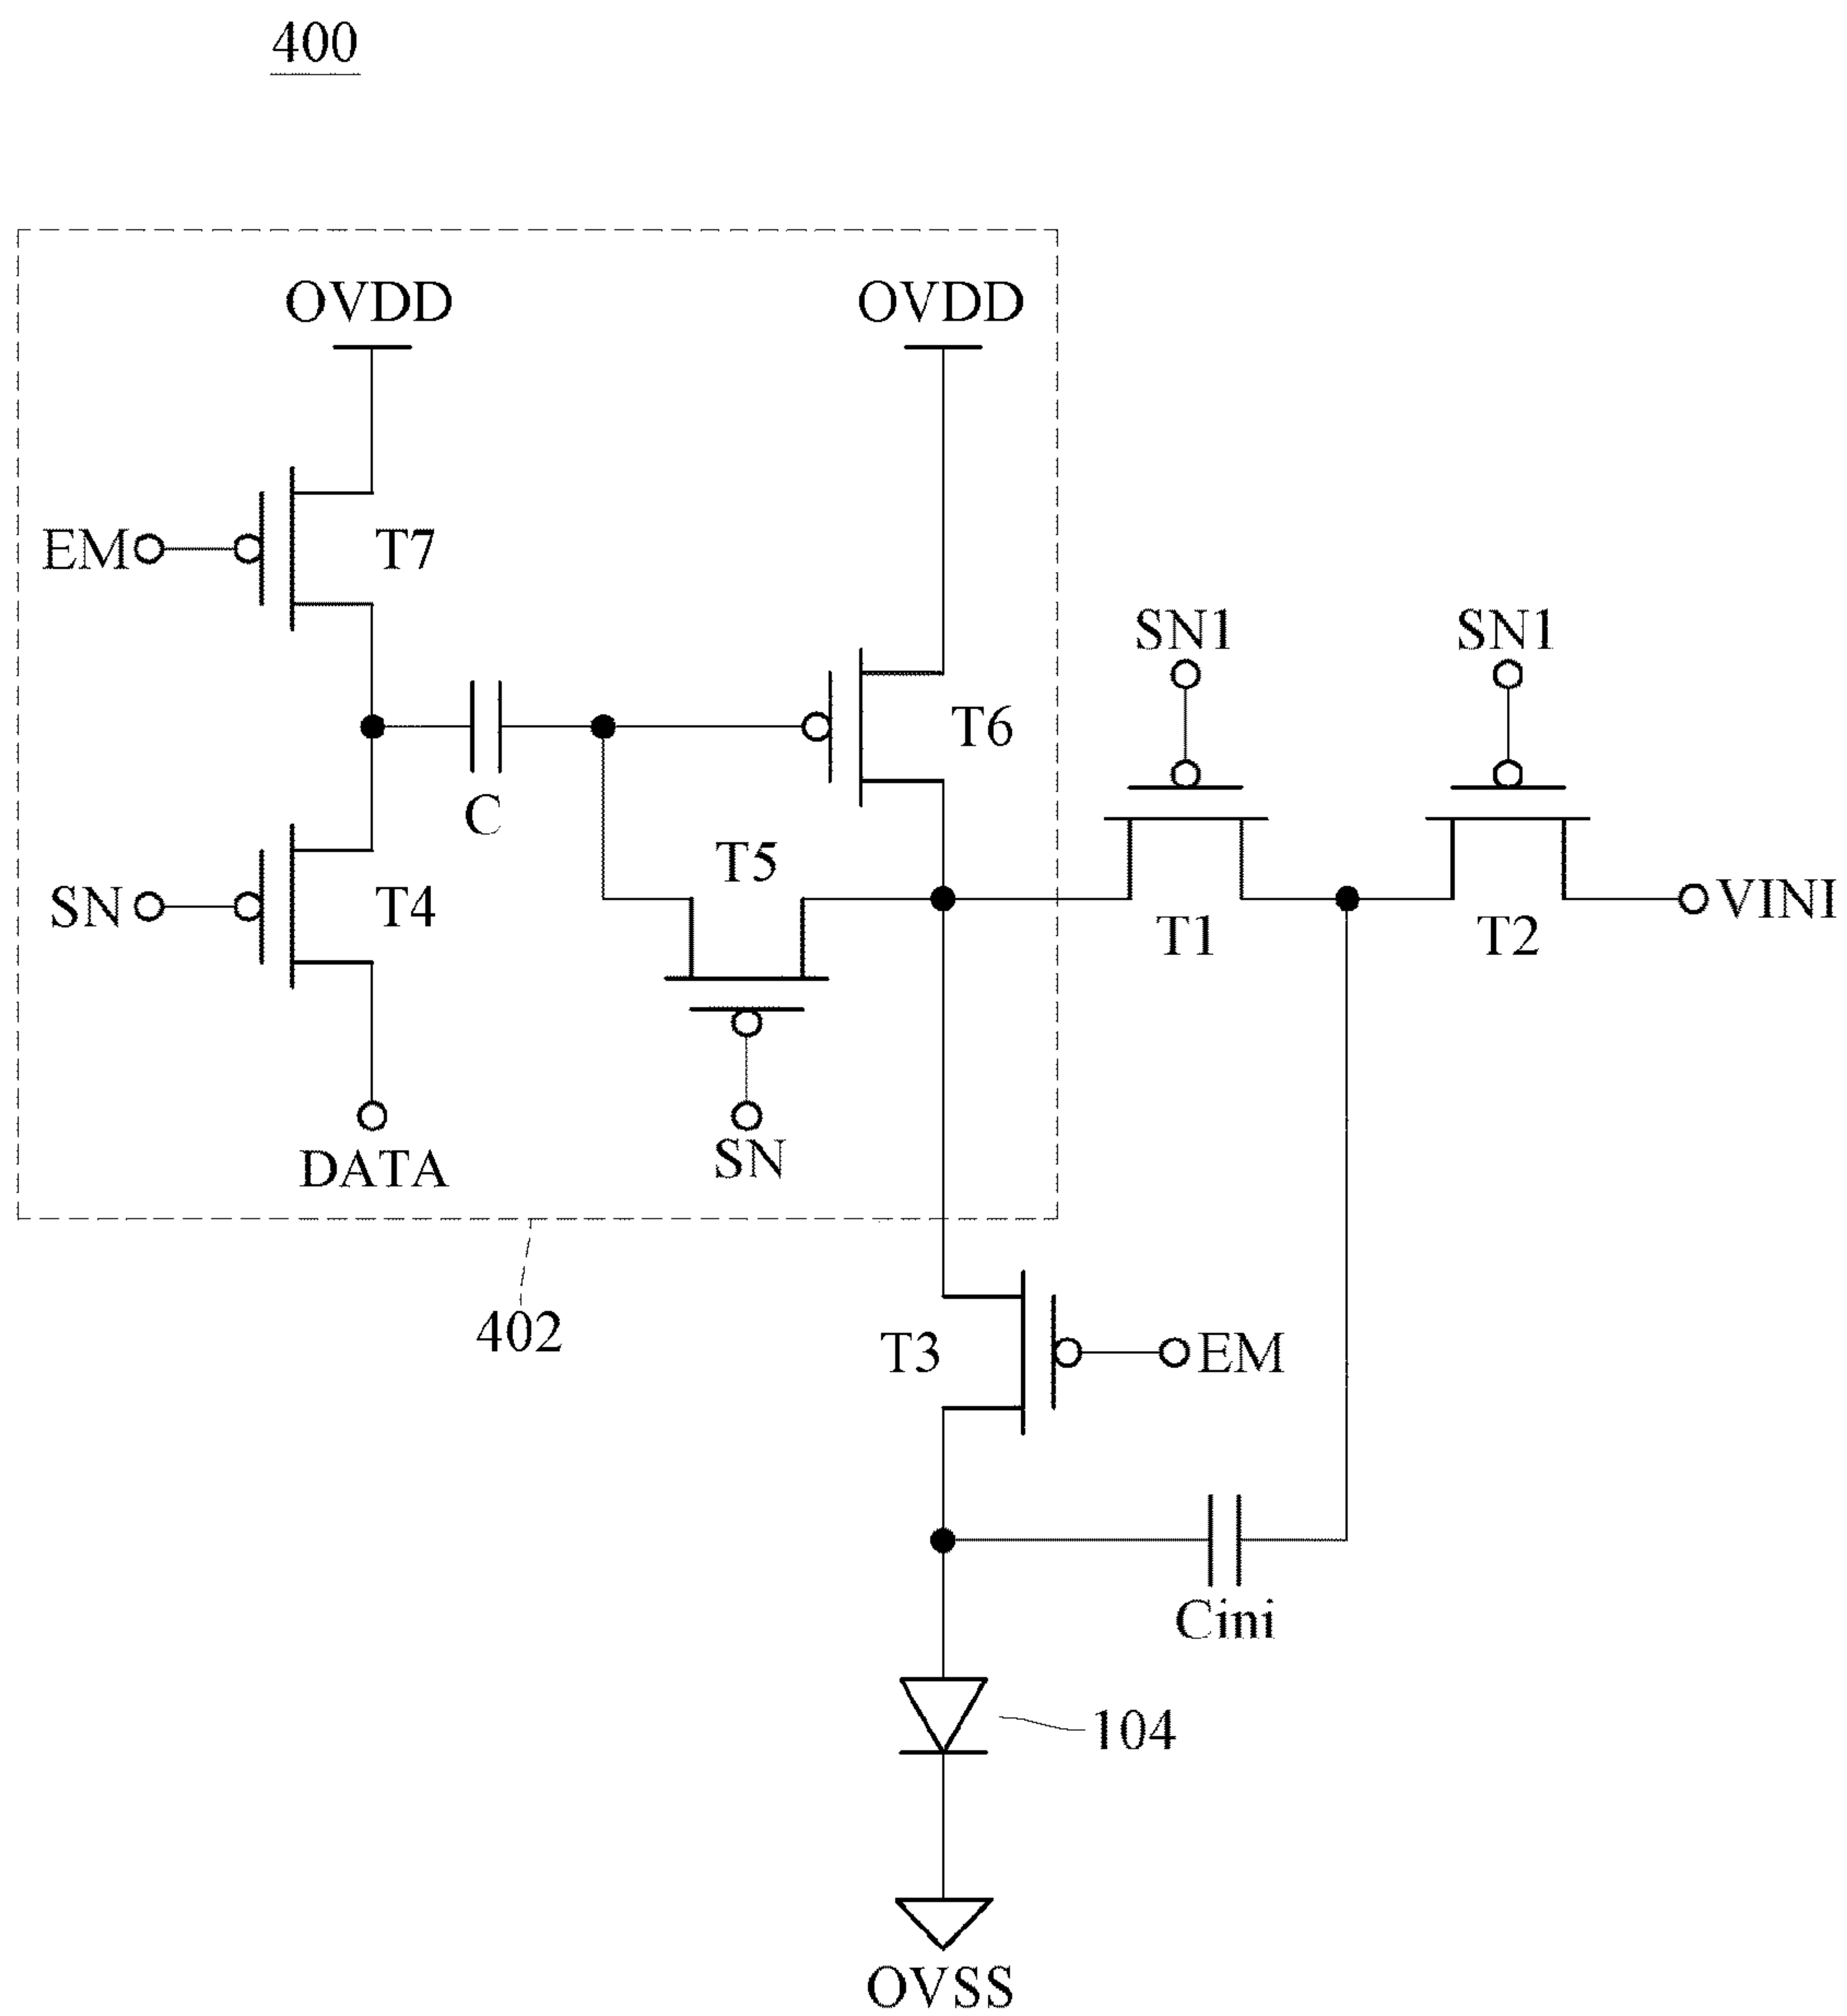 400
OVDD
OVDD
EM
T7
SN1
SN1
T6
C
T5
SN
T4
T1
T2
VINI
DATA
SN
402
T3
EM
Cini
104
OVSS